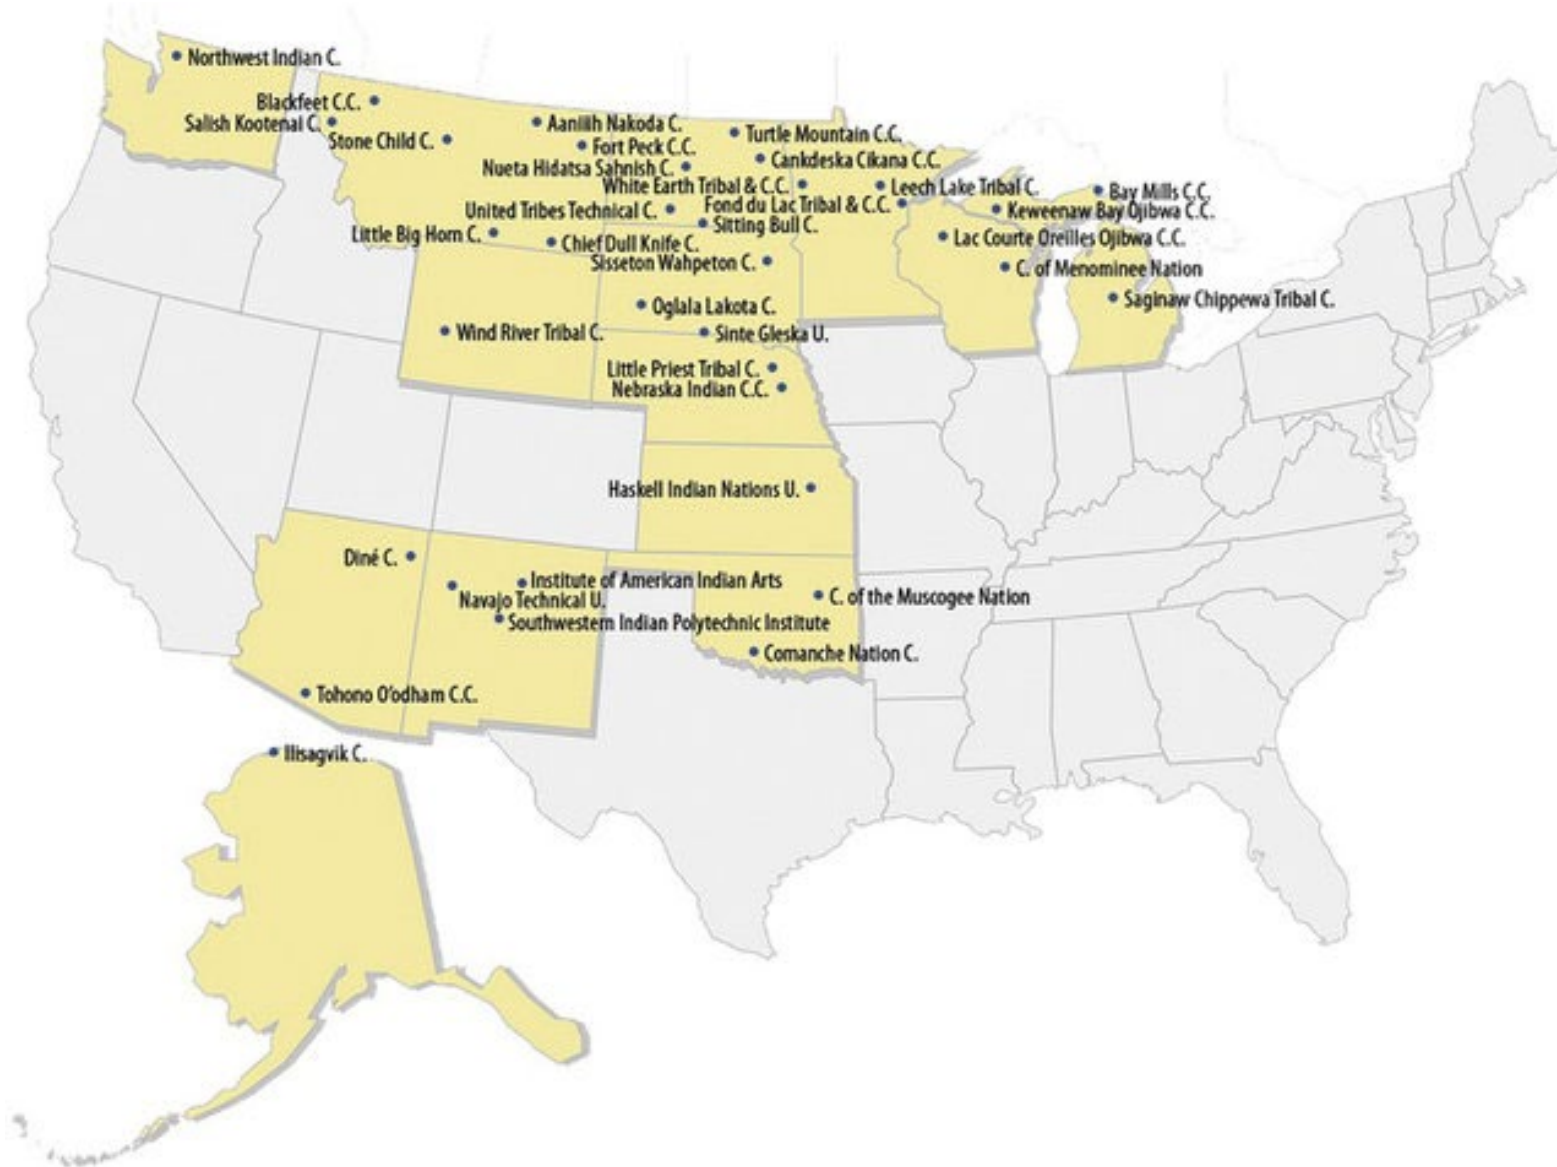 Northwest Indian C.
Blackfeet C.C.
Salish Kootenai C.
Stone Child C.
Aaniiih Nakoda C.
Fort Peck C.C.
Turtle Mountain C.C.
Cankdeska Cikana C.C.
Nueta Hidatsa Sahnish C.
White Earth Tribal & C.C.
Leech Lake Tribal C.
Bay Mills C.C.
Fond du Lac Tribal & C.C.
Keweenaw Bay Ojibwa C.C.
United Tribes Technical C.
Sitting Bull C.
Little Big Horn C.
Chief Dull Knife C.
Lac Courte Oreilles Ojibwa C.C.
Sisseton Wahpeton C.
C. of Menominee Nation
Oglala Lakota C.
Saginaw Chippewa Tribal C.
Wind River Tribal C.
Sinte Gleska U.
Little Priest Tribal C.
Nebraska Indian C.C.
Haskell Indian Nations U.
Diné C.
Institute of American Indian Arts
Navajo Technical U.
C. of the Muscogee Nation
Southwestern Indian Polytechnic Institute
Comanche Nation C.
Tohono O'odham C.C.
Ilisagvik C.